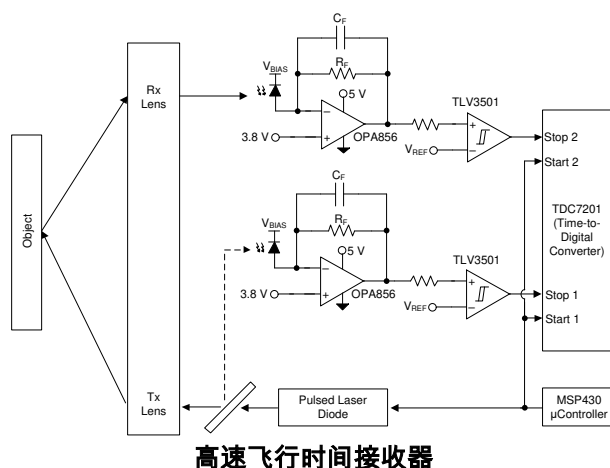 C_F
R_F
V_BIAS
5 V
OPA856
3.8 V
TLV3501
V_REF
Stop 2
Start 2
Rx
Lens
Object
TDC7201
(Time-to-
Digital
Converter)
C_F
R_F
V_BIAS
5 V
OPA856
3.8 V
TLV3501
V_REF
Stop 1
Start 1
Tx
Lens
Pulsed Laser
Diode
MSP430
µController
高速飞行时间接收器